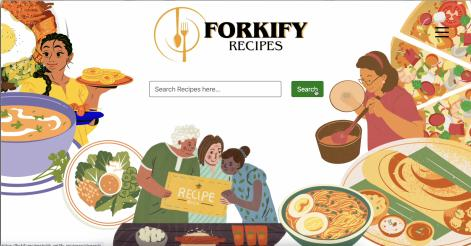 FORKIFY
RECIPES
Search Recipes here...
Search
RECIPE